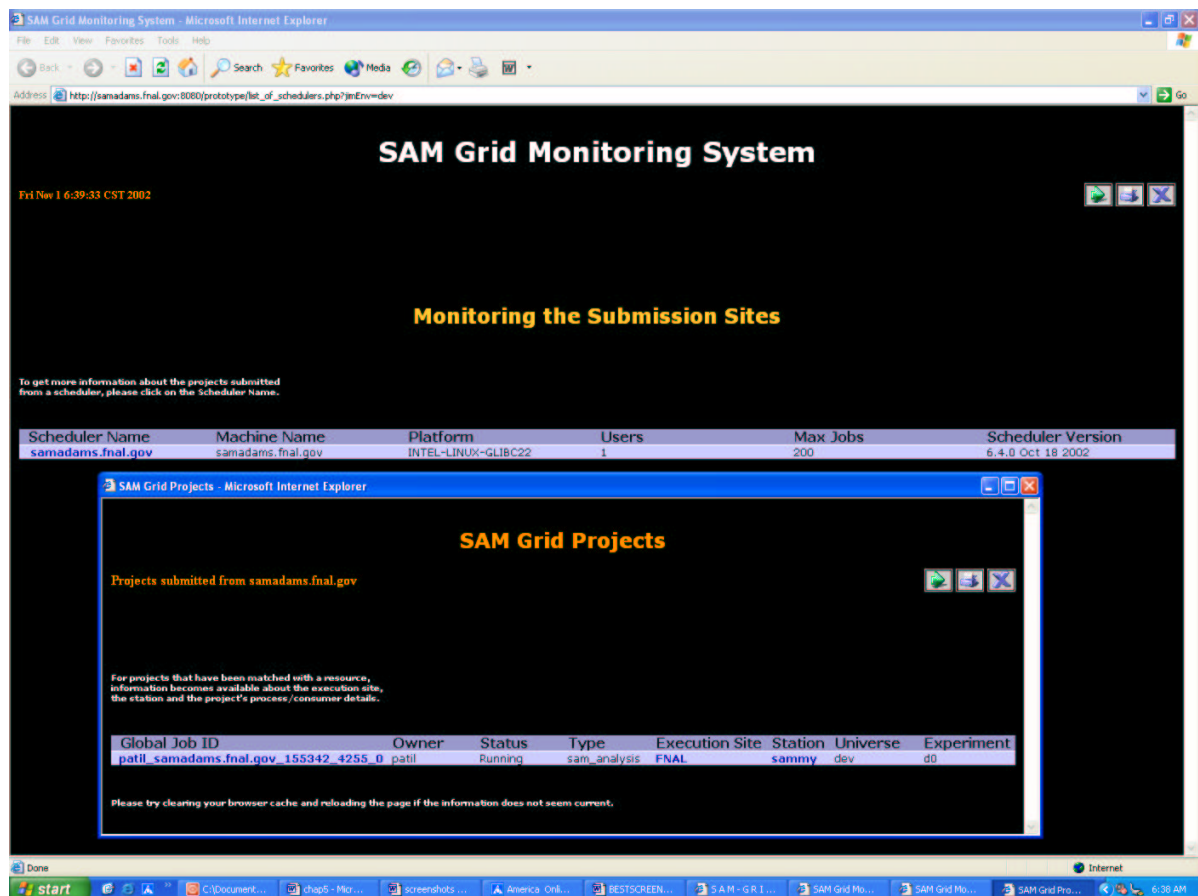 SAM Grid Monitoring System - Microsoft Internet Explorer
File Edit View Favorites Tools Help
Back Search Favorites Media
Address http://samadams.fnal.gov:8080/prototype/list_of_schedulers.php?jmEnv=dev Go
SAM Grid Monitoring System
Fri Nov 1 6:39:33 CST 2002
Monitoring the Submission Sites
To get more information about the projects submitted
from a scheduler, please click on the Scheduler Name.
Scheduler Name Machine Name Platform Users Max Jobs Scheduler Version
samadams.fnal.gov samadams.fnal.gov INTEL-LINUX-GLIBC22 1 200 6.4.0 Oct 18 2002
SAM Grid Projects - Microsoft Internet Explorer
SAM Grid Projects
Projects submitted from samadams.fnal.gov
For projects that have been matched with a resource,
information becomes available about the execution site,
the station and the project's process/consumer details.
Global Job ID Owner Status Type Execution Site Station Universe Experiment
patil_samadams.fnal.gov_155342_4255_0 patil Running sam_analysis FNAL sammy dev d0
Please try clearing your browser cache and reloading the page if the information does not seem current.
Done Internet
start C:\Document... chap5 - Micr... screenshots ... America Onli... BESTSCREEN... S A M - G R I ... SAM Grid Mo... SAM Grid Mo... SAM Grid Pro... 6:38 AM